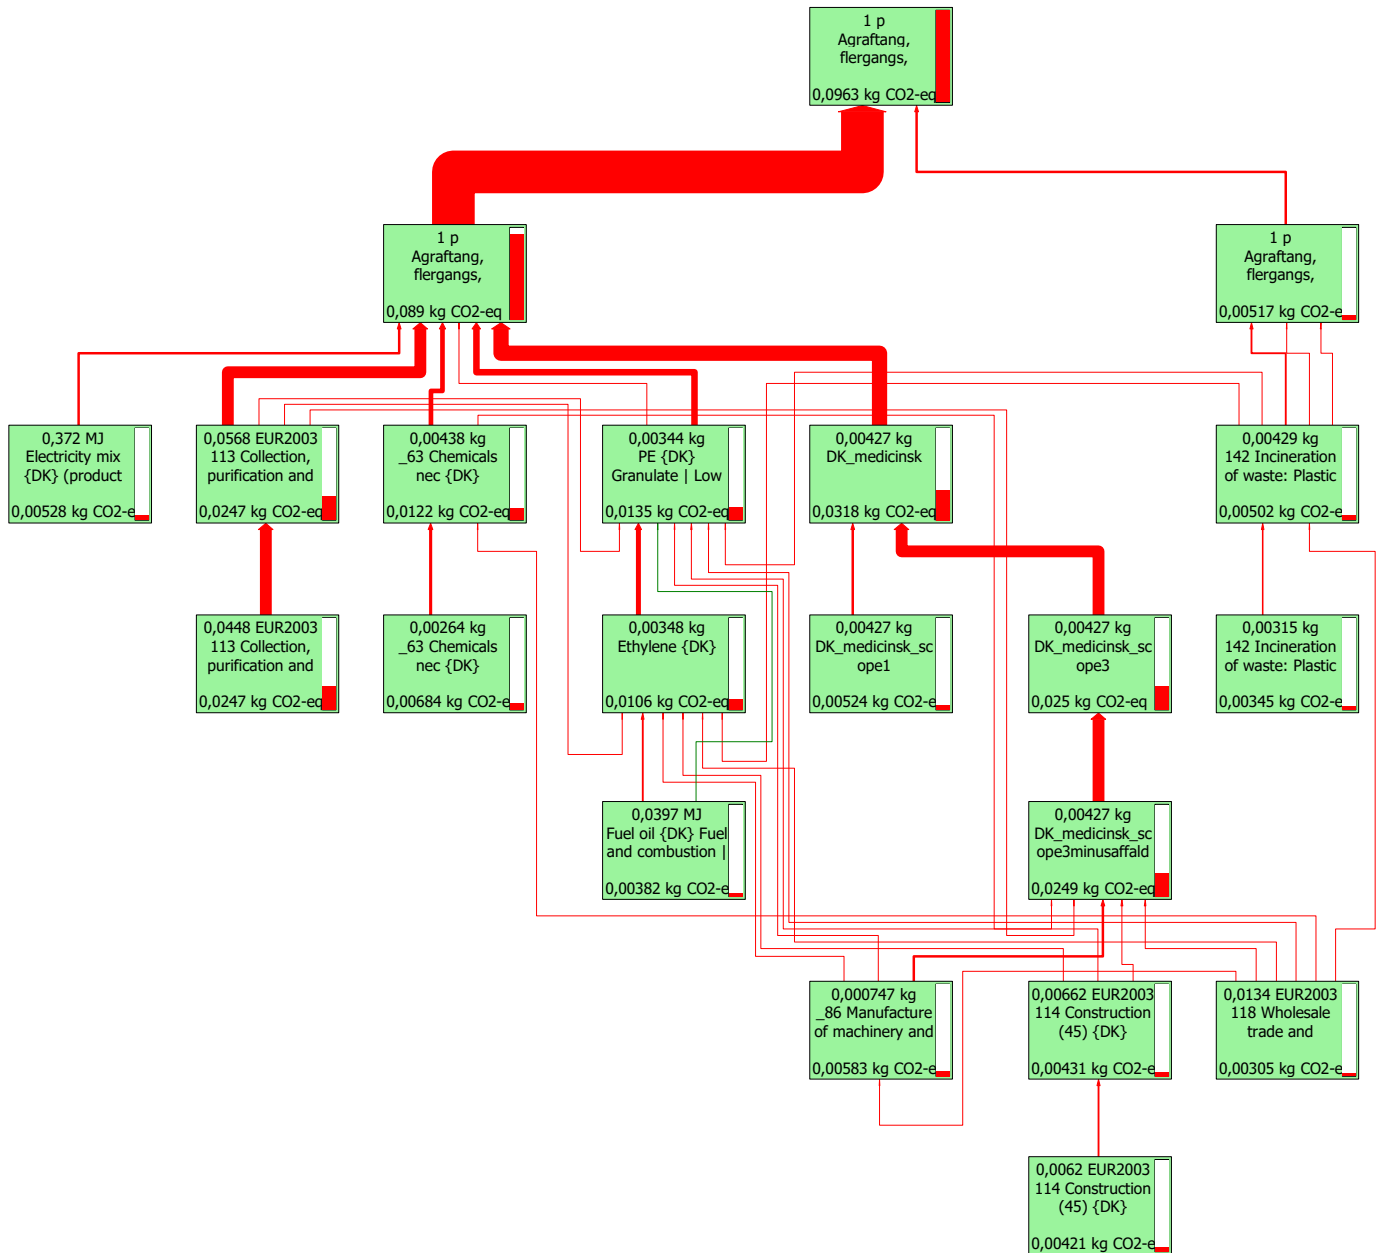 1 p
Agraftang,
flergangs,
0,0963 kg CO2-eq
1 p
Agraftang,
flergangs,
0,089 kg CO2-eq
1 p
Agraftang,
flergangs,
0,00517 kg CO2-e
0,372 MJ
Electricity mix
{DK} (product
0,00528 kg CO2-e
0,0568 EUR2003
113 Collection,
purification and
0,0247 kg CO2-eq
0,00438 kg
_63 Chemicals
nec {DK}
0,0122 kg CO2-eq
0,00344 kg
PE {DK}
Granulate | Low
0,0135 kg CO2-eq
0,00427 kg
DK_medicinsk
0,0318 kg CO2-eq
0,00429 kg
142 Incineration
of waste: Plastic
0,00502 kg CO2-e
0,0448 EUR2003
113 Collection,
purification and
0,0247 kg CO2-eq
0,00264 kg
_63 Chemicals
nec {DK}
0,00684 kg CO2-e
0,00348 kg
Ethylene {DK}
0,0106 kg CO2-eq
0,00427 kg
DK_medicinsk_sc
ope1
0,00524 kg CO2-e
0,00427 kg
DK_medicinsk_sc
ope3
0,025 kg CO2-eq
0,00315 kg
142 Incineration
of waste: Plastic
0,00345 kg CO2-e
0,0397 MJ
Fuel oil {DK} Fuel
and combustion |
0,00382 kg CO2-e
0,00427 kg
DK_medicinsk_sc
ope3minusaffald
0,0249 kg CO2-eq
0,000747 kg
_86 Manufacture
of machinery and
0,00583 kg CO2-e
0,00662 EUR2003
114 Construction
(45) {DK}
0,00431 kg CO2-e
0,0134 EUR2003
118 Wholesale
trade and
0,00305 kg CO2-e
0,0062 EUR2003
114 Construction
(45) {DK}
0,00421 kg CO2-e